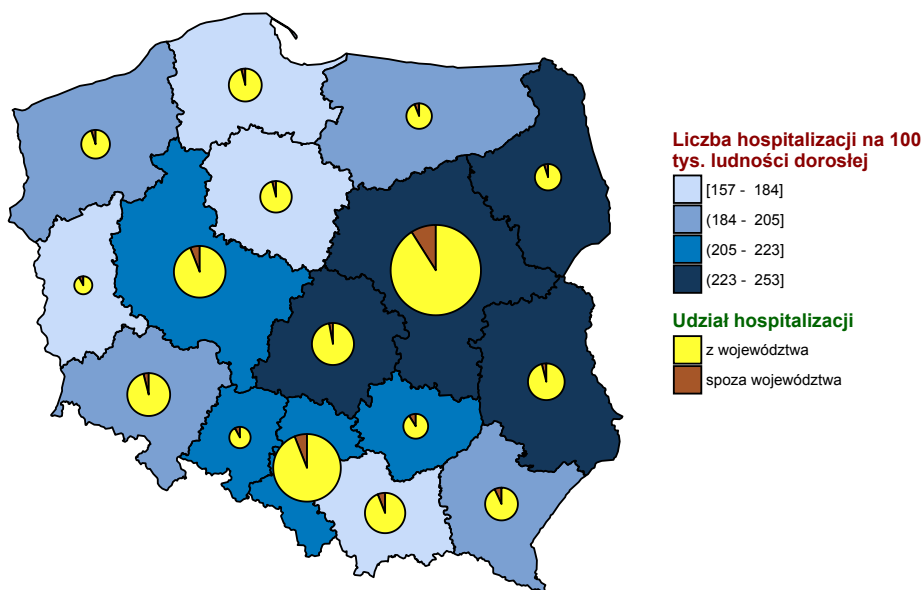 Liczba hospitalizacji na 100
tys. ludności dorosłej
[157 - 184]
(184 - 205]
(205 - 223]
(223 - 253]
Udział hospitalizacji
z województwa
spoza województwa